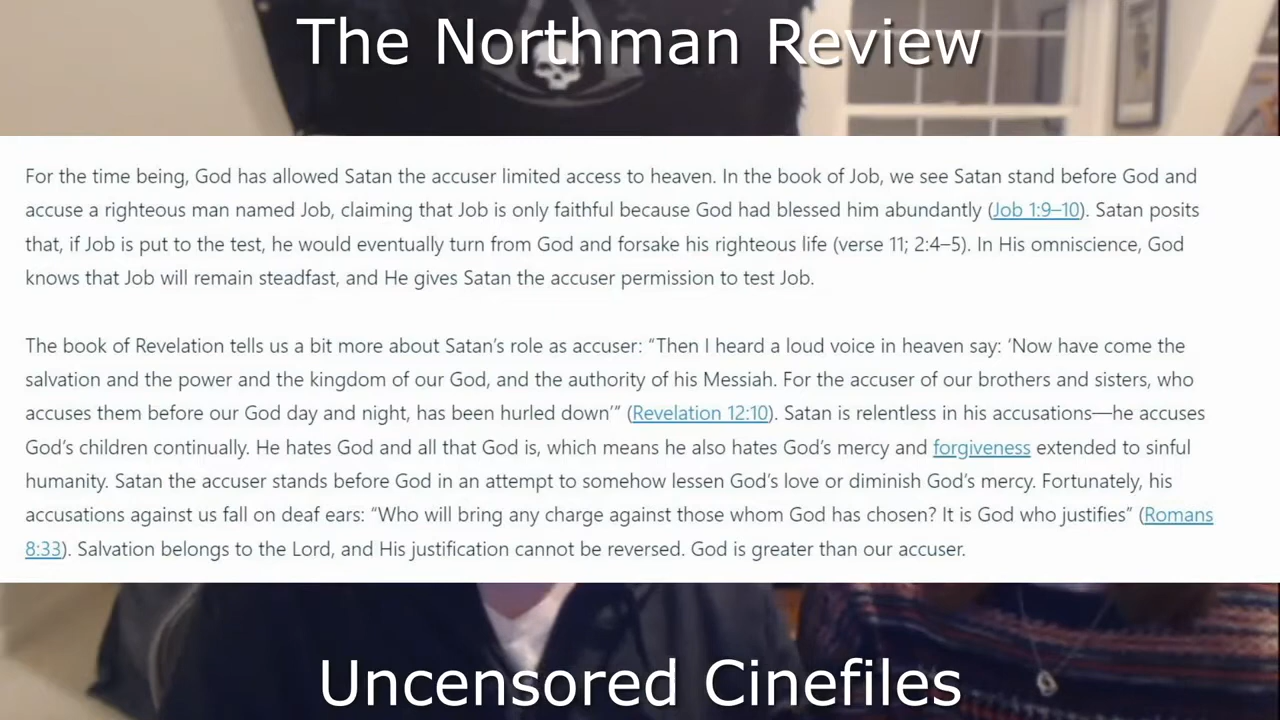 The Northman Review
For the time being, God has allowed Satan the accuser limited access to heaven. In the book of Job, we see Satan stand before God and
accuse a righteous man named Job, claiming that Job is only faithful because God had blessed him abundantly (Job 1:9–10). Satan posits
that, if Job is put to the test, he would eventually turn from God and forsake his righteous life (verse 11; 2:4–5). In His omniscience, God
knows that Job will remain steadfast, and He gives Satan the accuser permission to test Job.
The book of Revelation tells us a bit more about Satan’s role as accuser: “Then I heard a loud voice in heaven say: ‘Now have come the
salvation and the power and the kingdom of our God, and the authority of his Messiah. For the accuser of our brothers and sisters, who
accuses them before our God day and night, has been hurled down’” (Revelation 12:10). Satan is relentless in his accusations—he accuses
God’s children continually. He hates God and all that God is, which means he also hates God’s mercy and forgiveness extended to sinful
humanity. Satan the accuser stands before God in an attempt to somehow lessen God’s love or diminish God’s mercy. Fortunately, his
accusations against us fall on deaf ears: “Who will bring any charge against those whom God has chosen? It is God who justifies” (Romans
8:33). Salvation belongs to the Lord, and His justification cannot be reversed. God is greater than our accuser.
Uncensored Cinefiles